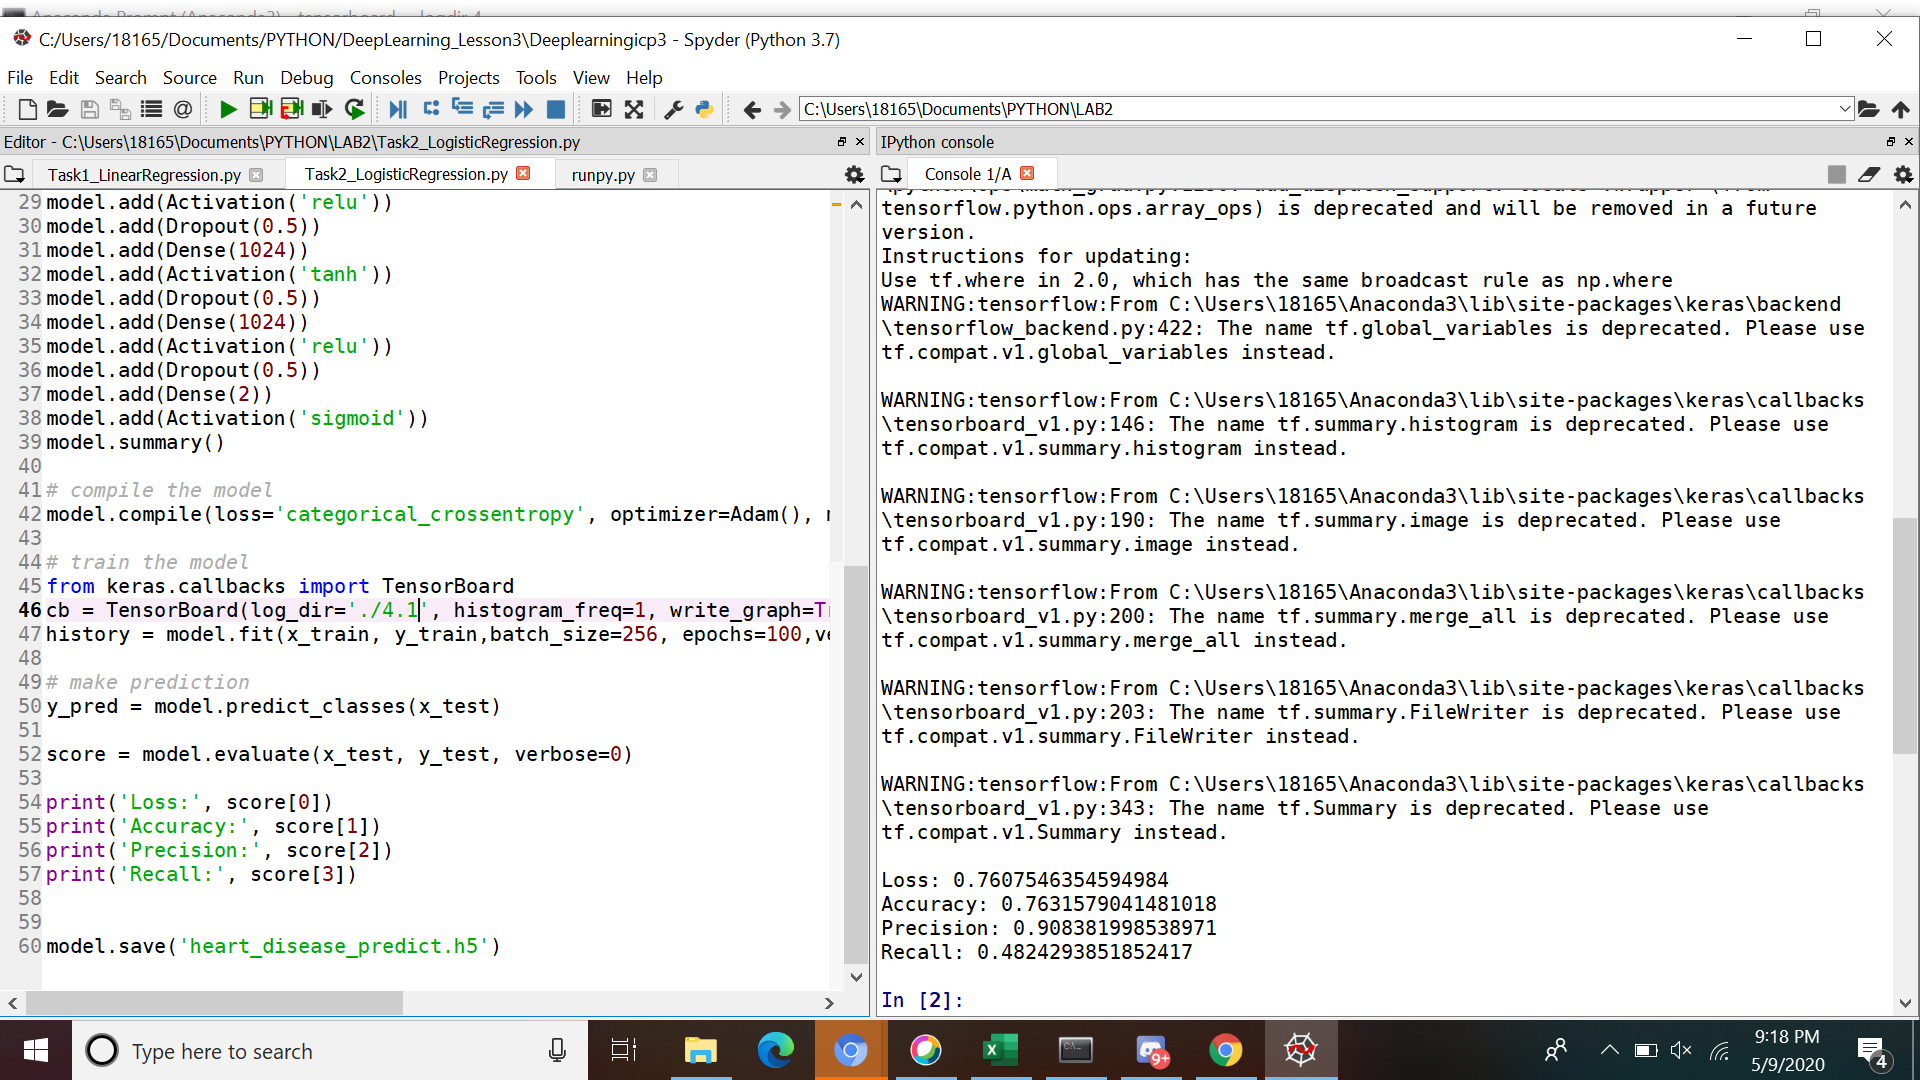 Anaconda Prompt (Anaconda3) - tensorboard --logdir 4
C:/Users/18165/Documents/PYTHON/DeepLearning_Lesson3\Deeplearningicp3 - Spyder (Python 3.7)
File Edit Search Source Run Debug Consoles Projects Tools View Help
C:\Users\18165\Documents\PYTHON\LAB2
Editor - C:\Users\18165\Documents\PYTHON\LAB2\Task2_LogisticRegression.py
Task1_LinearRegression.py Task2_LogisticRegression.py runpy.py
29 model.add(Activation('relu'))
30 model.add(Dropout(0.5))
31 model.add(Dense(1024))
32 model.add(Activation('tanh'))
33 model.add(Dropout(0.5))
34 model.add(Dense(1024))
35 model.add(Activation('relu'))
36 model.add(Dropout(0.5))
37 model.add(Dense(2))
38 model.add(Activation('sigmoid'))
39 model.summary()
40
41 # compile the model
42 model.compile(loss='categorical_crossentropy', optimizer=Adam(), 
43
44 # train the model
45 from keras.callbacks import TensorBoard
46 cb = TensorBoard(log_dir='./4.1', histogram_freq=1, write_graph=Tr
47 history = model.fit(x_train, y_train,batch_size=256, epochs=100,ve
48
49 # make prediction
50 y_pred = model.predict_classes(x_test)
51
52 score = model.evaluate(x_test, y_test, verbose=0)
53
54 print('Loss:', score[0])
55 print('Accuracy:', score[1])
56 print('Precision:', score[2])
57 print('Recall:', score[3])
58
59
60 model.save('heart_disease_predict.h5')
IPython console
Console 1/A
tensorflow.python.ops.array_ops) is deprecated and will be removed in a future
version.
Instructions for updating:
Use tf.where in 2.0, which has the same broadcast rule as np.where
WARNING:tensorflow:From C:\Users\18165\Anaconda3\lib\site-packages\keras\backend
\tensorflow_backend.py:422: The name tf.global_variables is deprecated. Please use
tf.compat.v1.global_variables instead.
WARNING:tensorflow:From C:\Users\18165\Anaconda3\lib\site-packages\keras\callbacks
\tensorboard_v1.py:146: The name tf.summary.histogram is deprecated. Please use
tf.compat.v1.summary.histogram instead.
WARNING:tensorflow:From C:\Users\18165\Anaconda3\lib\site-packages\keras\callbacks
\tensorboard_v1.py:190: The name tf.summary.image is deprecated. Please use
tf.compat.v1.summary.image instead.
WARNING:tensorflow:From C:\Users\18165\Anaconda3\lib\site-packages\keras\callbacks
\tensorboard_v1.py:200: The name tf.summary.merge_all is deprecated. Please use
tf.compat.v1.summary.merge_all instead.
WARNING:tensorflow:From C:\Users\18165\Anaconda3\lib\site-packages\keras\callbacks
\tensorboard_v1.py:203: The name tf.summary.FileWriter is deprecated. Please use
tf.compat.v1.summary.FileWriter instead.
WARNING:tensorflow:From C:\Users\18165\Anaconda3\lib\site-packages\keras\callbacks
\tensorboard_v1.py:343: The name tf.Summary is deprecated. Please use
tf.compat.v1.Summary instead.
Loss: 0.7607546354594984
Accuracy: 0.7631579041481018
Precision: 0.908381998538971
Recall: 0.4824293851852417
In [2]:
Type here to search
9+
9:18 PM
5/9/2020
4